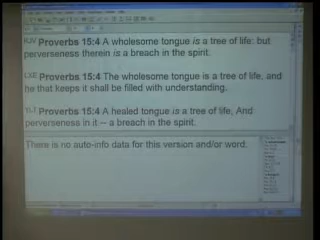 KJV Proverbs 15:4 A wholesome tongue is a tree of life: but
perverseness therein is a breach in the spirit.
LXE Proverbs 15:4 The wholesome tongue is a tree of life, and
he that keeps it shall be filled with understanding.
YLT Proverbs 15:4 A healed tongue is a tree of life, And
perverseness in it -- a breach in the spirit.
There is no auto-info data for this version and/or word.